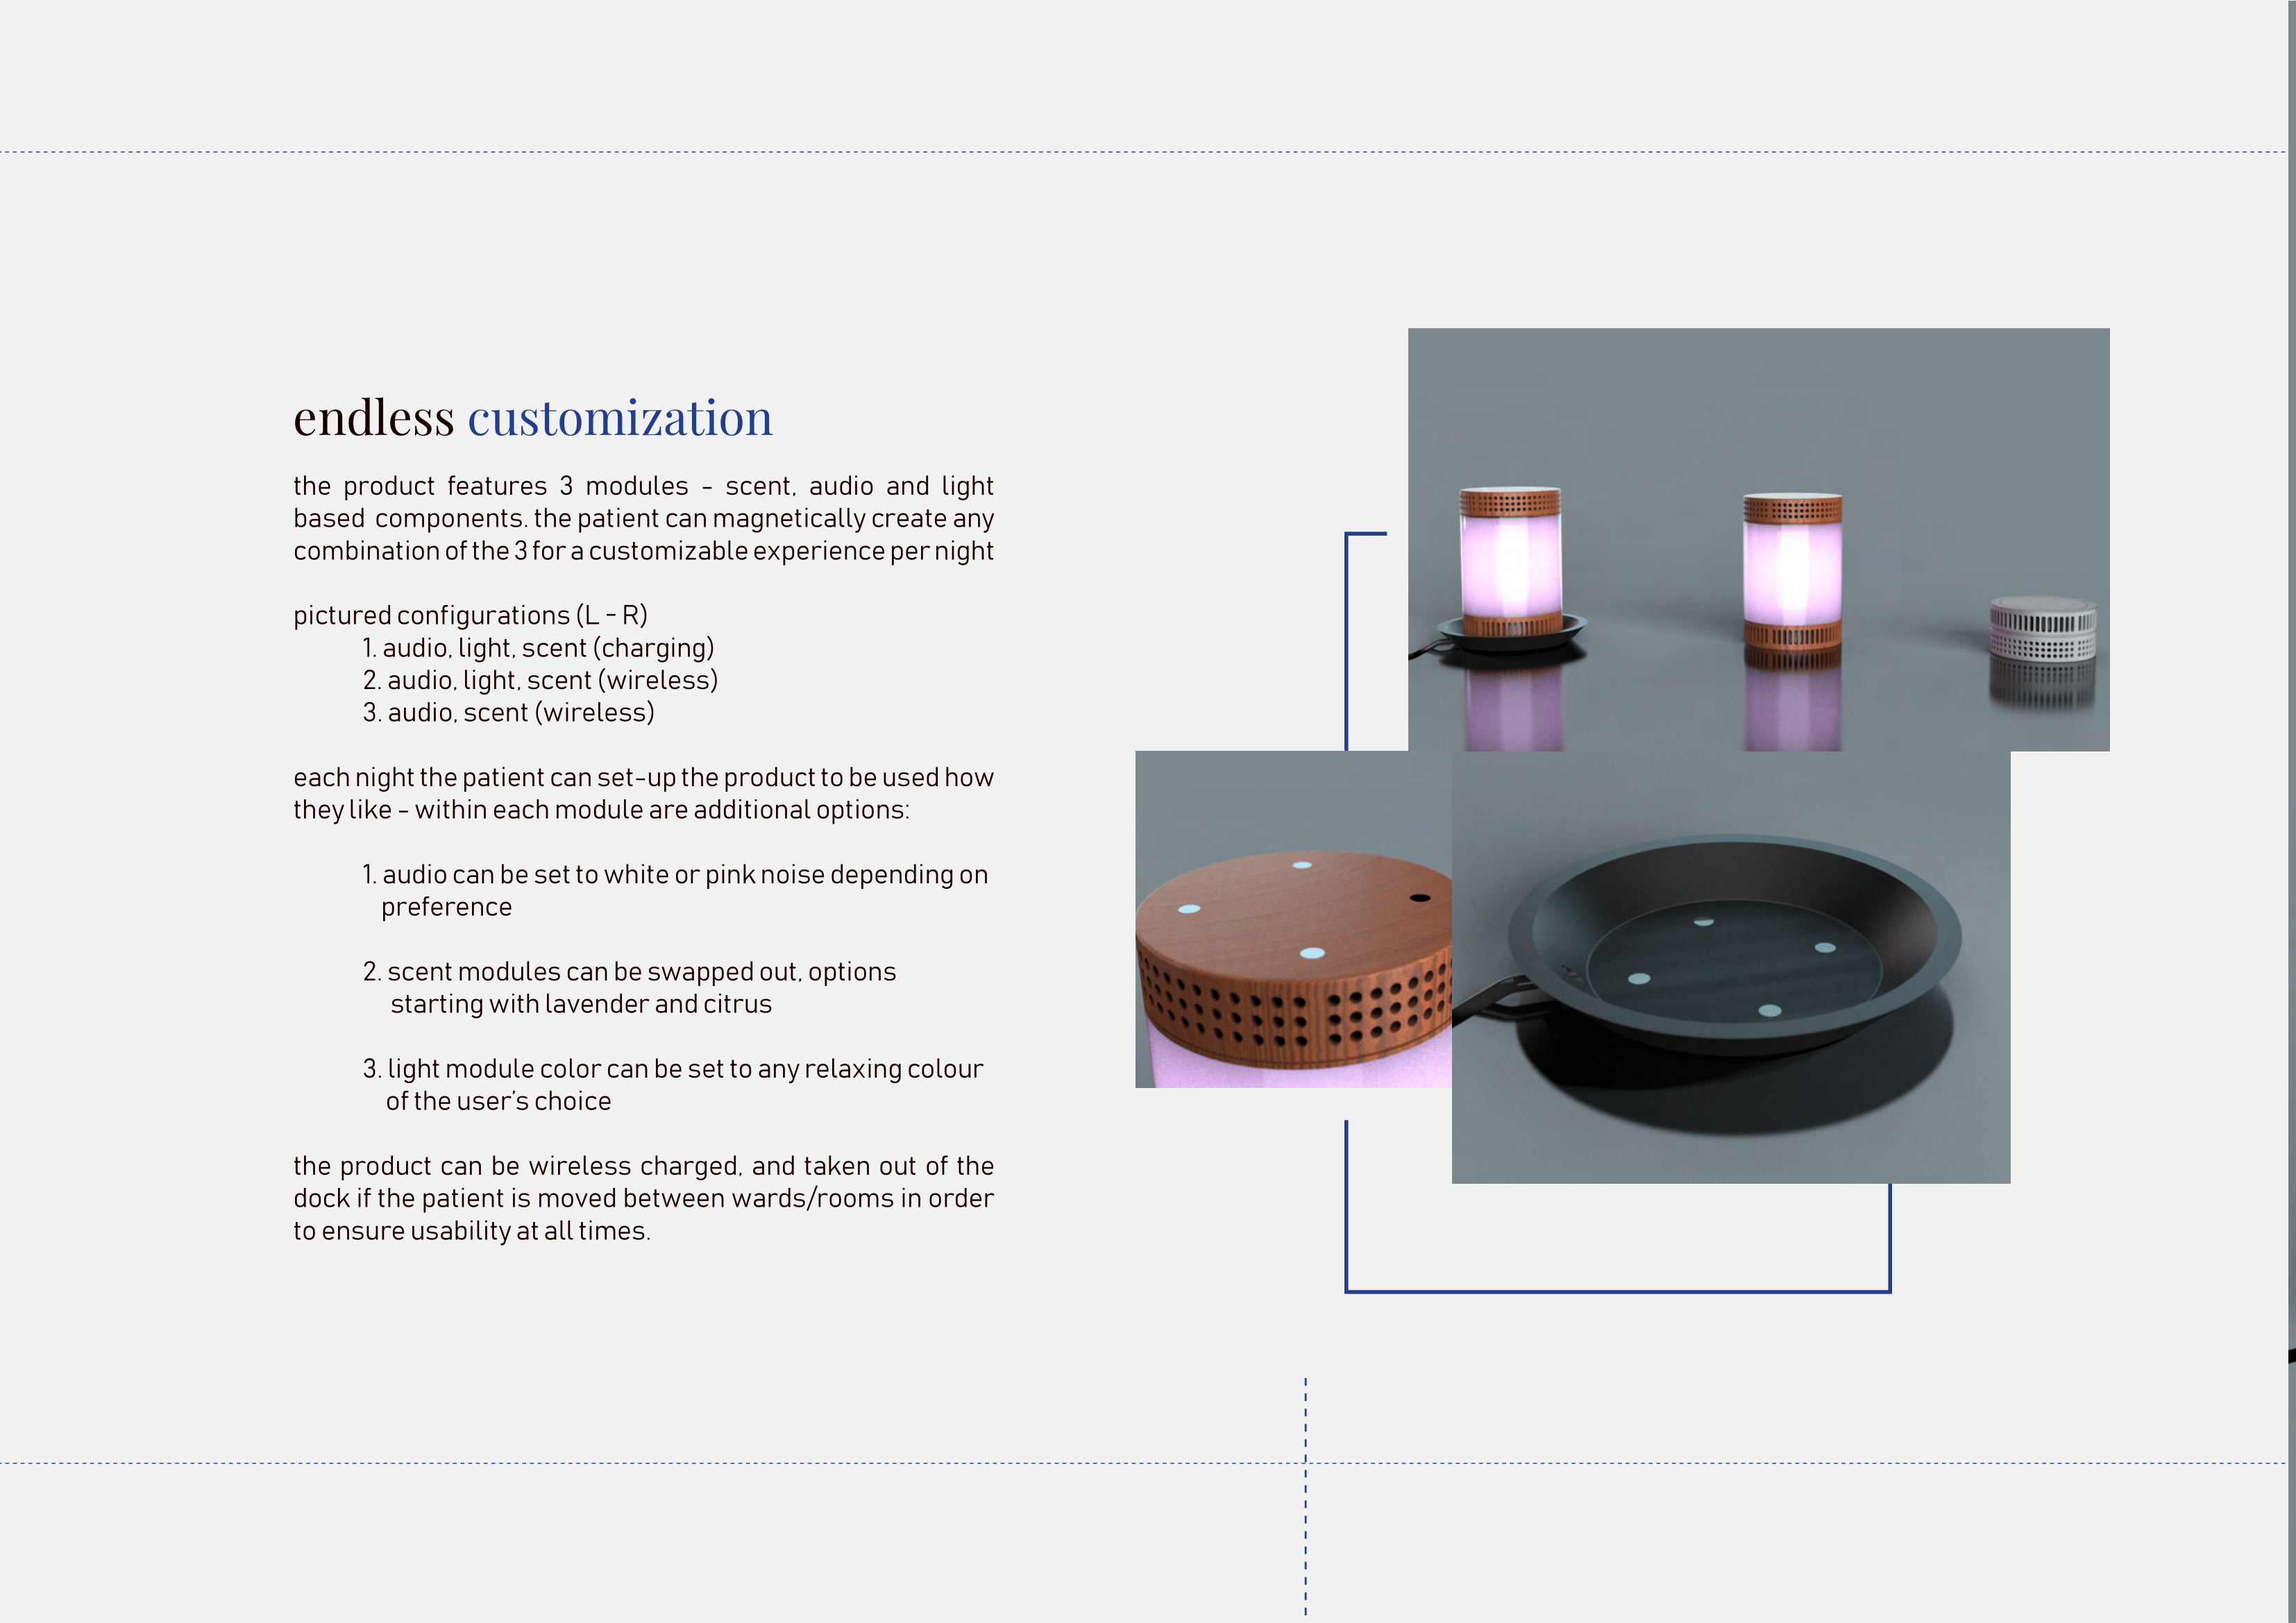 endless customization
the product features 3 modules - scent, audio and light
based components. the patient can magnetically create any
combination of the 3 for a customizable experience per night
pictured configurations (L - R)
1. audio, light, scent (charging)
2. audio, light, scent (wireless)
3. audio, scent (wireless)
each night the patient can set-up the product to be used how
they like - within each module are additional options:
1. audio can be set to white or pink noise depending on
preference
2. scent modules can be swapped out, options
starting with lavender and citrus
3. light module color can be set to any relaxing colour
of the user's choice
the product can be wireless charged, and taken out of the
dock if the patient is moved between wards/rooms in order
to ensure usability at all times.